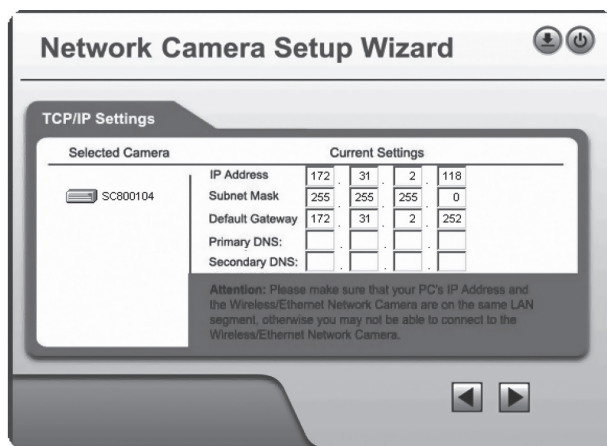 Network Camera Setup Wizard
TCP/IP Settings
Selected Camera
Current Settings
SC800104
IP Address 172 . 31 . 2 . 118
Subnet Mask 255 . 255 . 255 . 0
Default Gateway 172 . 31 . 2 . 252
Primary DNS: . . .
Secondary DNS: . . .
Attention: Please make sure that your PC's IP Address and
the Wireless/Ethernet Network Camera are on the same LAN
segment, otherwise you may not be able to connect to the
Wireless/Ethernet Network Camera.